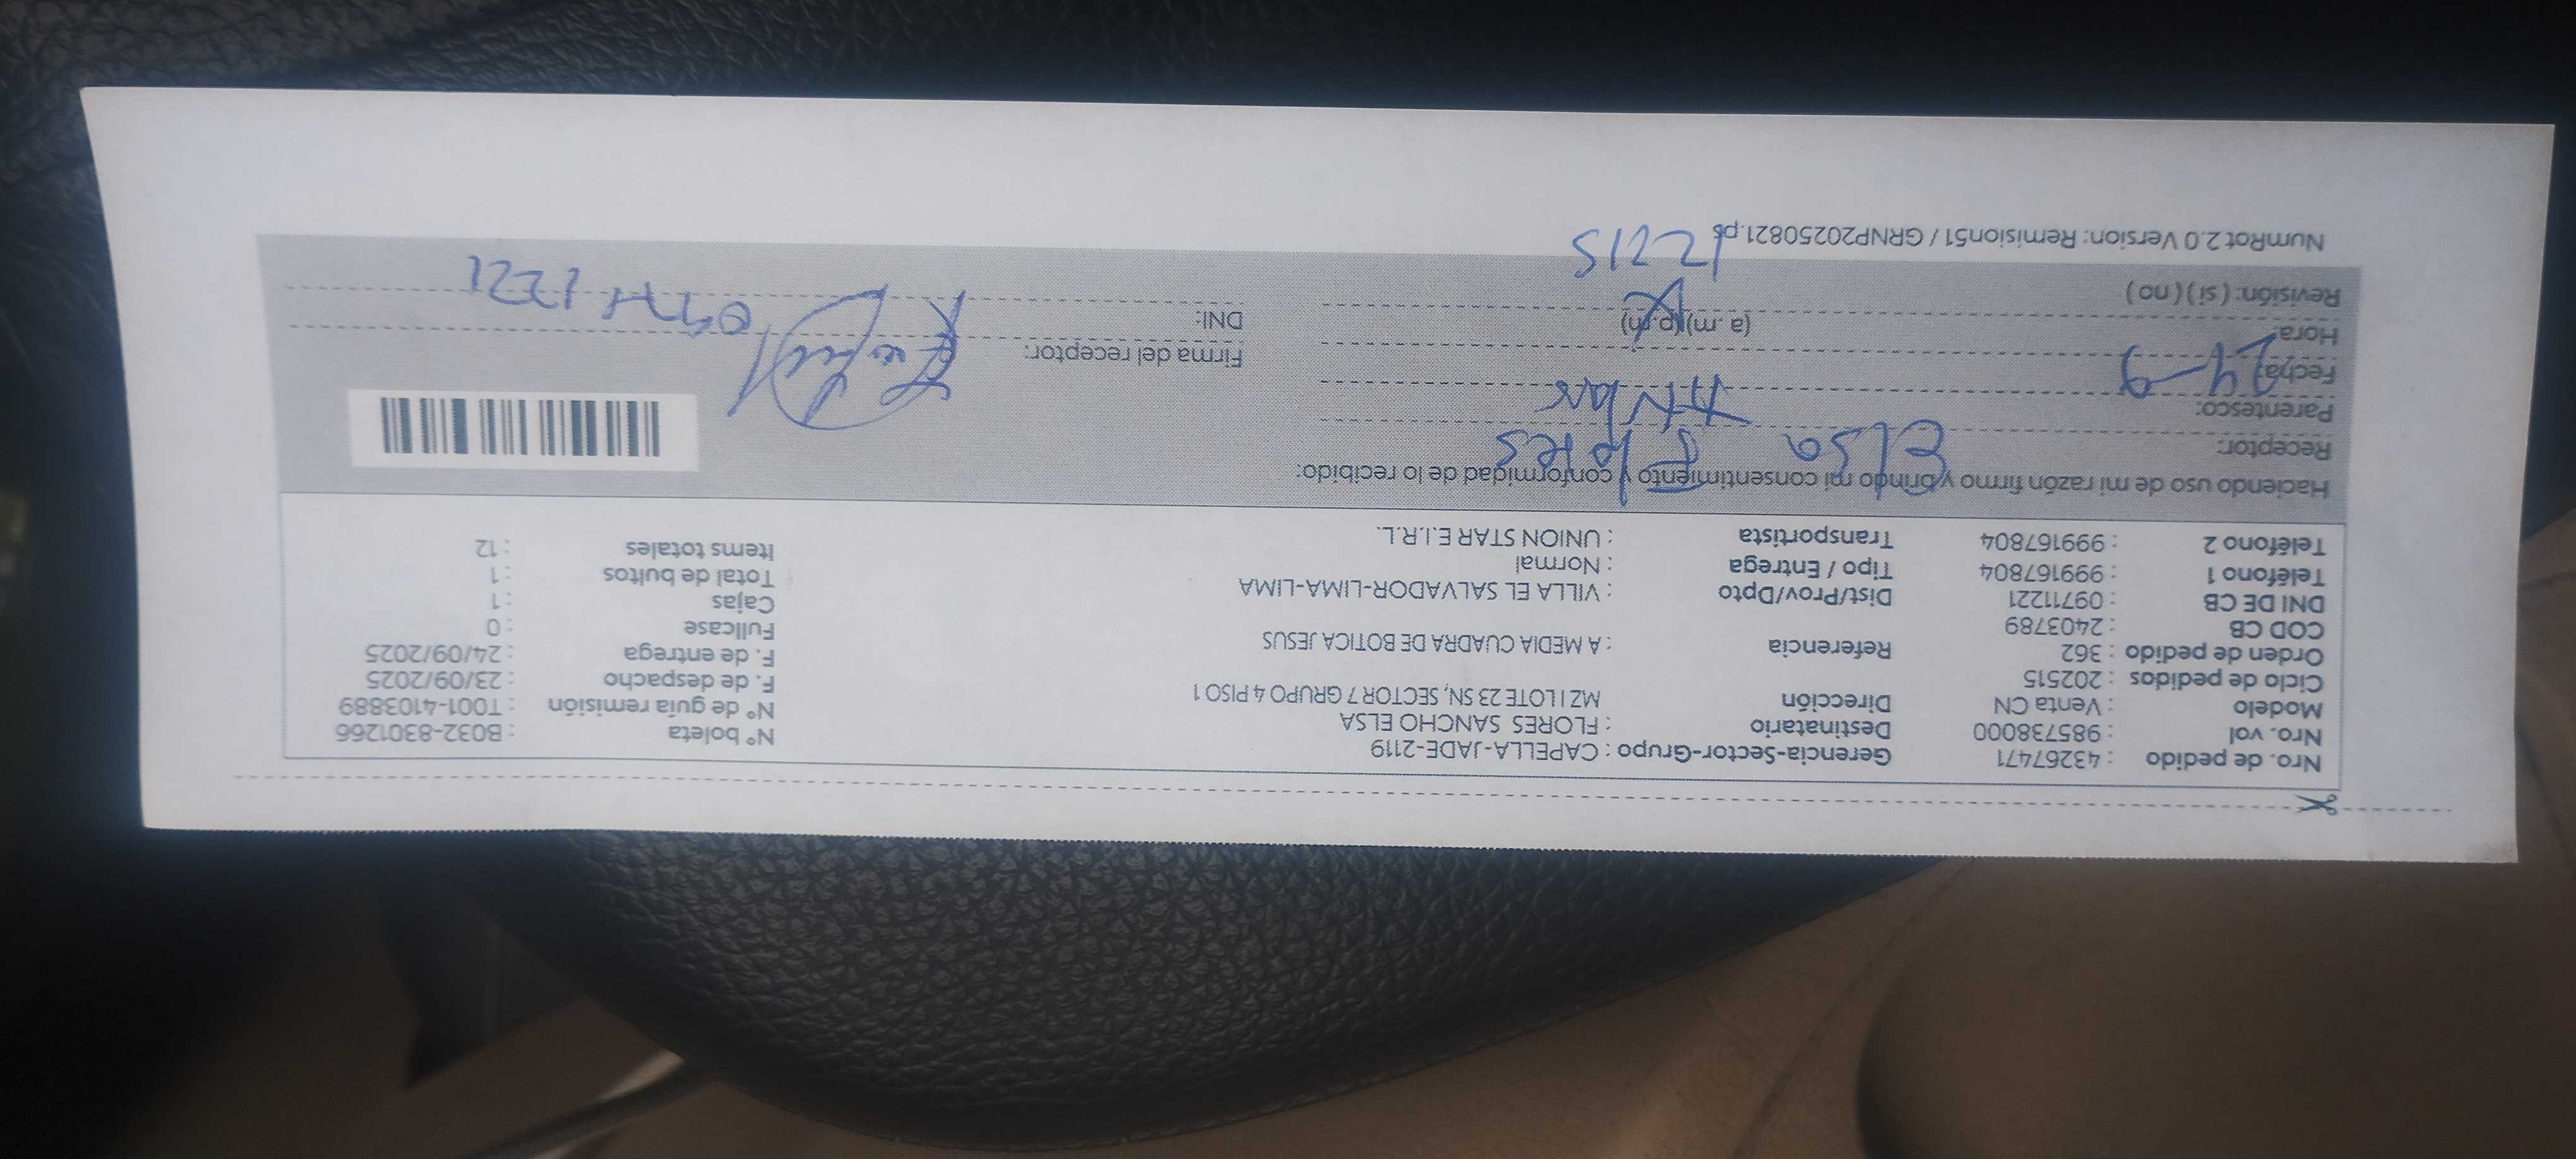 Nro. de pedido : 43267471 Gerencia-Sector-Grupo : CAPELLA-JADE-2119 N° boleta : B032-8301266
Nro. vol : 985738000 Destinatario : FLORES SANCHO ELSA N° de guía remisión : T001-4103889
Modelo : Venta CN Dirección MZ I LOTE 23 SN, SECTOR 7 GRUPO 4 PISO 1 F. de despacho : 23/09/2025
Ciclo de pedidos : 202515 F. de entrega : 24/09/2025
Orden de pedido : 362 Referencia : A MEDIA CUADRA DE BOTICA JESUS Fullcase : 0
COD CB : 2403789 Cajas : 1
DNI DE CB : 09711221 Dist/Prov/Dpto : VILLA EL SALVADOR-LIMA-LIMA Total de bultos : 1
Teléfono 1 : 999167804 Tipo / Entrega : Normal Items totales : 12
Teléfono 2 : 999167804 Transportista : UNION STAR E.I.R.L.
Haciendo uso de mi razón firmo y brindo mi consentimiento y conformidad de lo recibido:
Receptor: Elsa Flores
Parentesco:
Fecha: 24-9 Firma del receptor:
Hora: (a.m)(p.m) DNI:
Revisión: ( si ) ( no ) 1221
NumRot 2.0 Version: Remision51 / GRNP20250821.ps